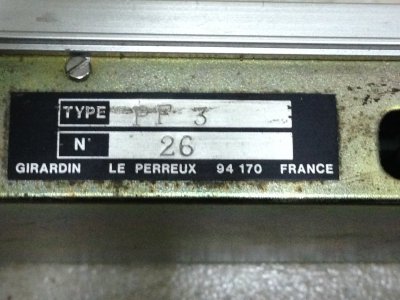 TYPE PF 3
N° 26
GIRARDIN LE PERREUX 94 170 FRANCE